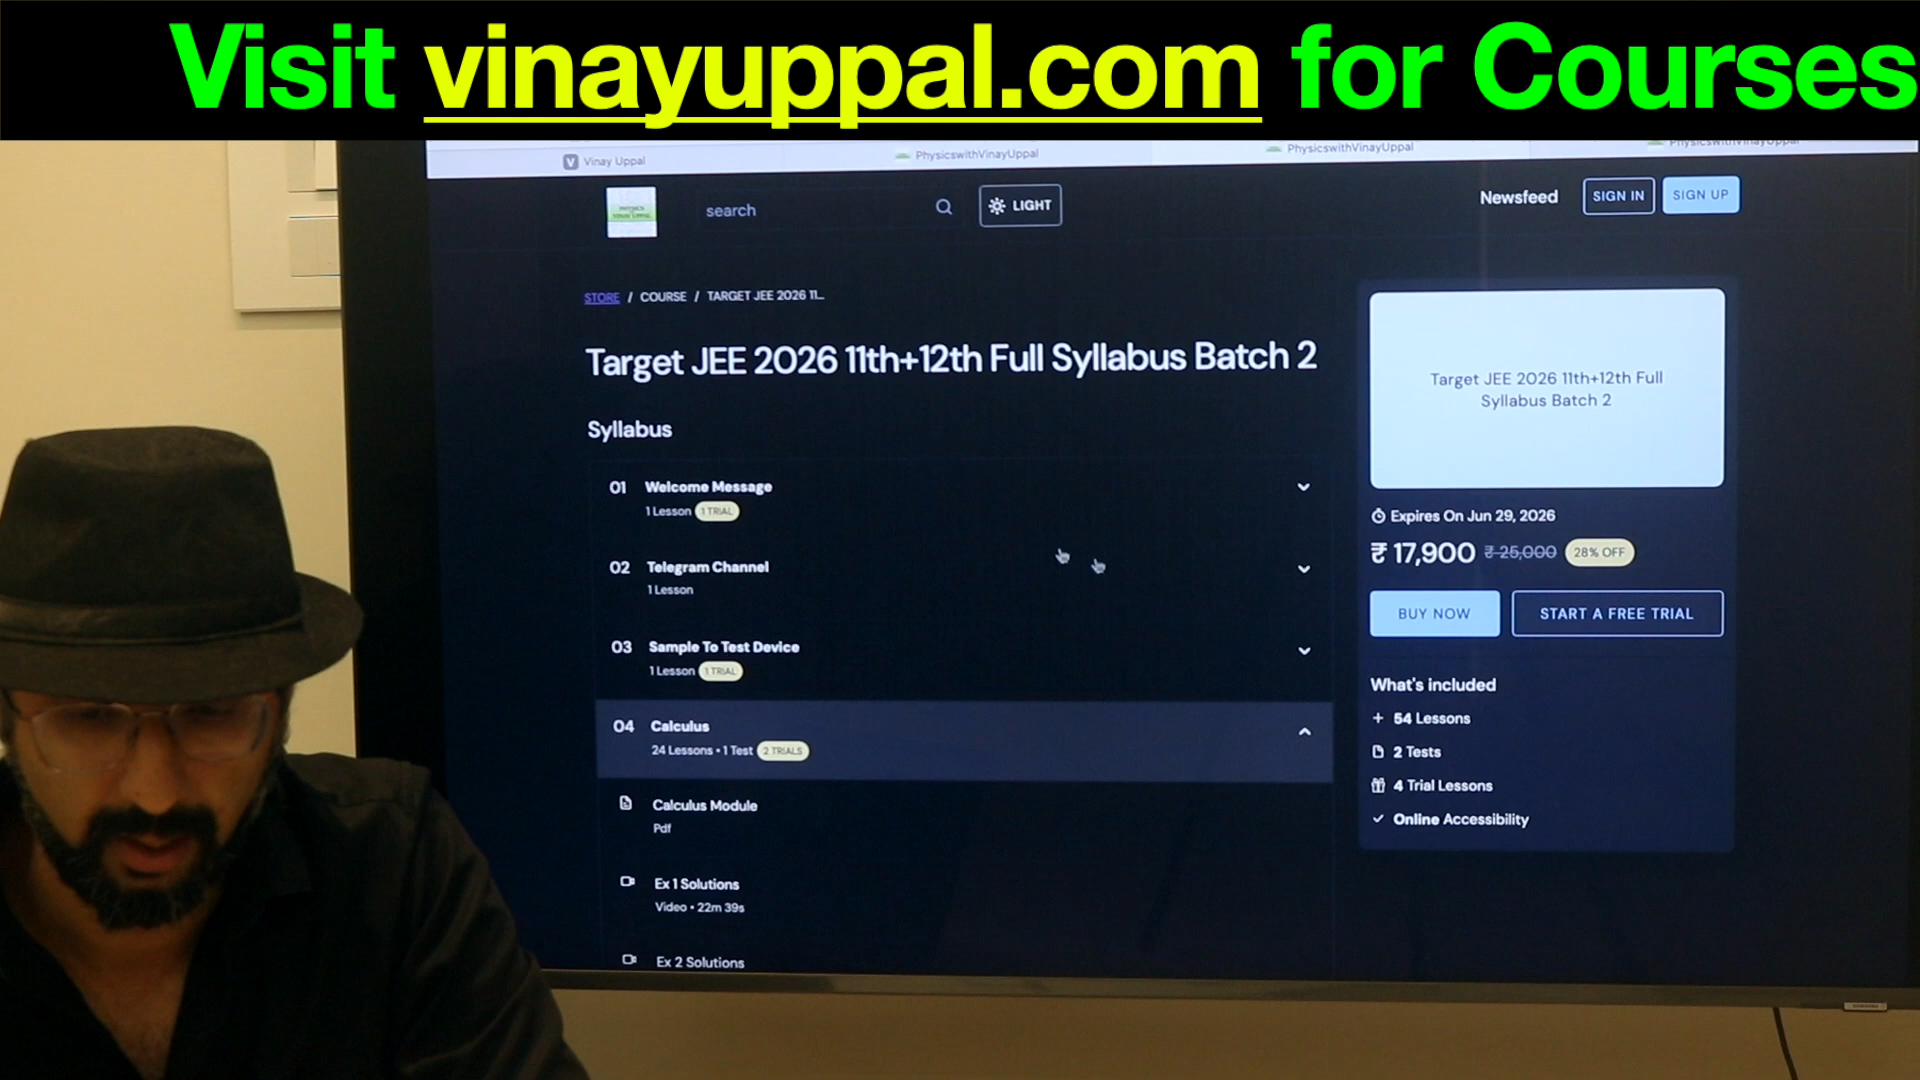 Visit vinayuppal.com for Courses
V Vinay Uppal
PhysicswithVinayUppal
PhysicswithVinayUppal
PhysicswithVinayUppal
PHYSICS
VINAY UPPAL
search
LIGHT
Newsfeed
SIGN IN
SIGN UP
STORE / COURSE / TARGET JEE 2026 11...
Target JEE 2026 11th+12th Full Syllabus Batch 2
Syllabus
01 Welcome Message
1 Lesson 1 TRIAL
02 Telegram Channel
1 Lesson
03 Sample To Test Device
1 Lesson 1 TRIAL
04 Calculus
24 Lessons • 1 Test 2 TRIALS
Calculus Module
Pdf
Ex 1 Solutions
Video • 22m 39s
Ex 2 Solutions
Target JEE 2026 11th+12th Full
Syllabus Batch 2
Expires On Jun 29, 2026
₹ 17,900 ₹ 25,000 28% OFF
BUY NOW
START A FREE TRIAL
What's included
+ 54 Lessons
2 Tests
4 Trial Lessons
Online Accessibility